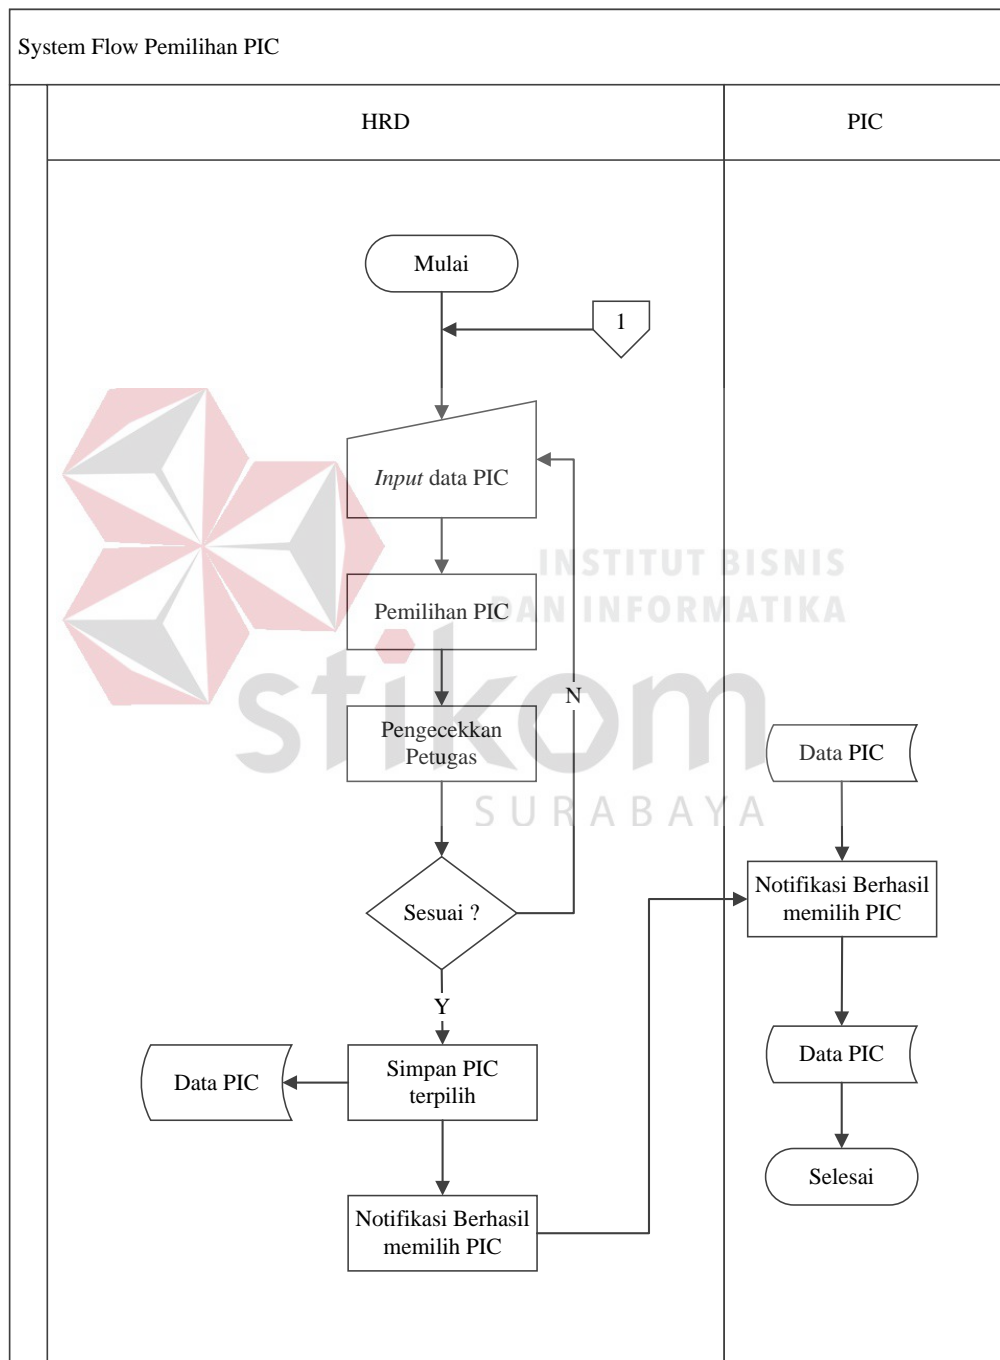 System Flow Pemilihan PIC
HRD
PIC
Mulai
1
Input data PIC
INSTITUT BISNIS
DAN INFORMATIKA
Pemilihan PIC
stikom
SURABAYA
N
Pengecekkan
Petugas
Sesuai ?
Y
Simpan PIC
terpilih
Data PIC
Notifikasi Berhasil
memilih PIC
Data PIC
Notifikasi Berhasil
memilih PIC
Data PIC
Selesai